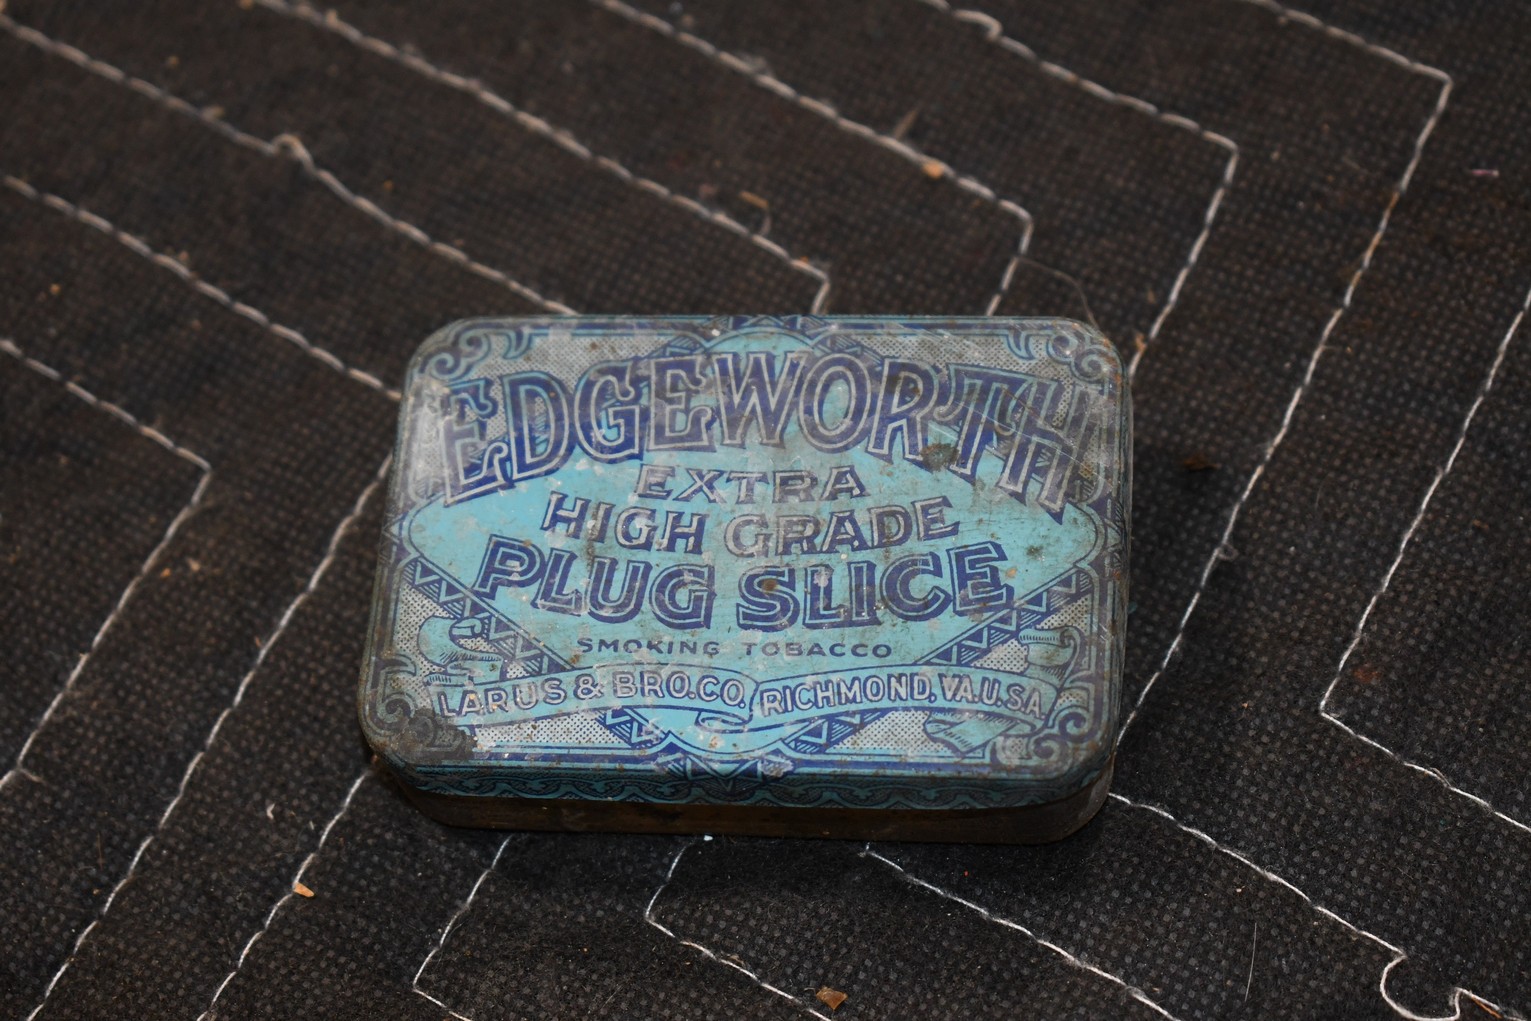 EDGEWORTH
EXTRA
HIGH GRADE
PLUG SLICE
SMOKING TOBACCO
LARUS & BRO.CO. RICHMOND, VA.U.S.A